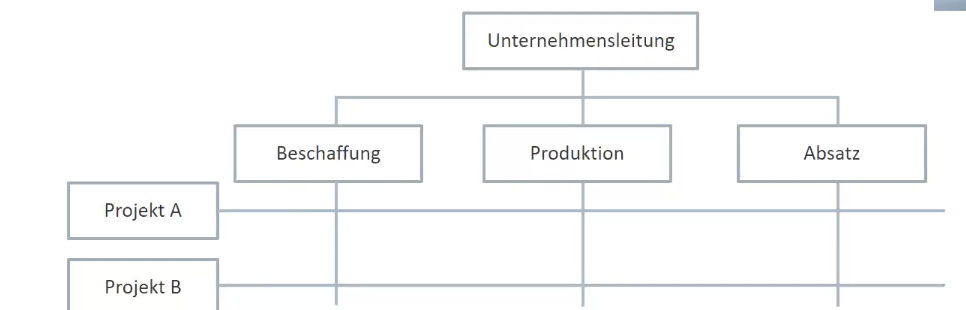 Unternehmensleitung
Beschaffung
Produktion
Absatz
Projekt A
Projekt B